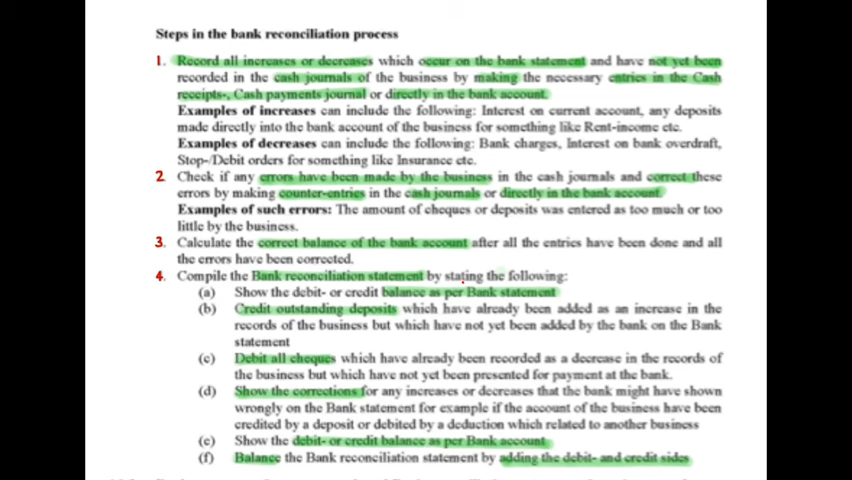 Steps in the bank reconciliation process
1. Record all increases or decreases which occur on the bank statement and have not yet been
recorded in the cash journals of the business by making the necessary entries in the Cash
receipts-, Cash payments journal or directly in the bank account.
Examples of increases can include the following: Interest on current account, any deposits
made directly into the bank account of the business for something like Rent-income etc.
Examples of decreases can include the following: Bank charges, Interest on bank overdraft,
Stop-/Debit orders for something like Insurance etc.
2. Check if any errors have been made by the business in the cash journals and correct these
errors by making counter-entries in the cash journals or directly in the bank account.
Examples of such errors: The amount of cheques or deposits was entered as too much or too
little by the business.
3. Calculate the correct balance of the bank account after all the entries have been done and all
the errors have been corrected.
4. Compile the Bank reconciliation statement by stating the following:
(a) Show the debit- or credit balance as per Bank statement
(b) Credit outstanding deposits which have already been added as an increase in the
records of the business but which have not yet been added by the bank on the Bank
statement
(c) Debit all cheques which have already been recorded as a decrease in the records of
the business but which have not yet been presented for payment at the bank.
(d) Show the corrections for any increases or decreases that the bank might have shown
wrongly on the Bank statement for example if the account of the business have been
credited by a deposit or debited by a deduction which related to another business
(e) Show the debit- or credit balance as per Bank account
(f) Balance the Bank reconciliation statement by adding the debit- and credit sides